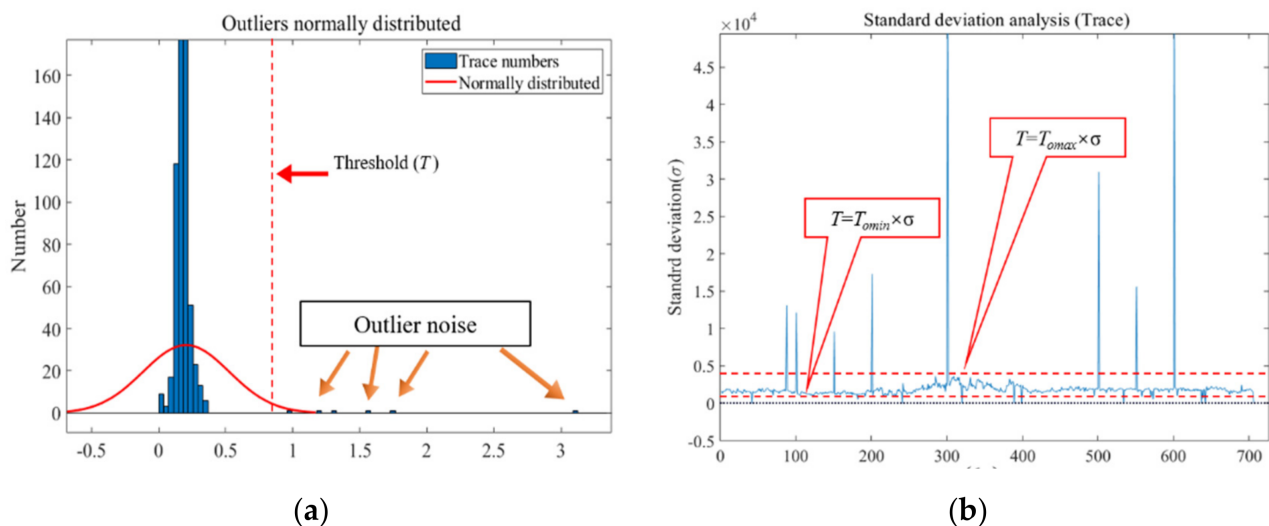 Outliers normally distributed
160
140
120
100
80
60
40
20
0
Number
Trace numbers
Normally distributed
Threshold (T)
Outlier noise
-0.5 0 0.5 1 1.5 2 2.5 3
(a)
Standard deviation analysis (Trace)
×10⁴
4.5
4
3.5
3
2.5
2
1.5
1
0.5
0
-0.5
Standrd deviation(σ)
T=Tomax×σ
T=Tomin×σ
0 100 200 300 400 500 600 700
(b)